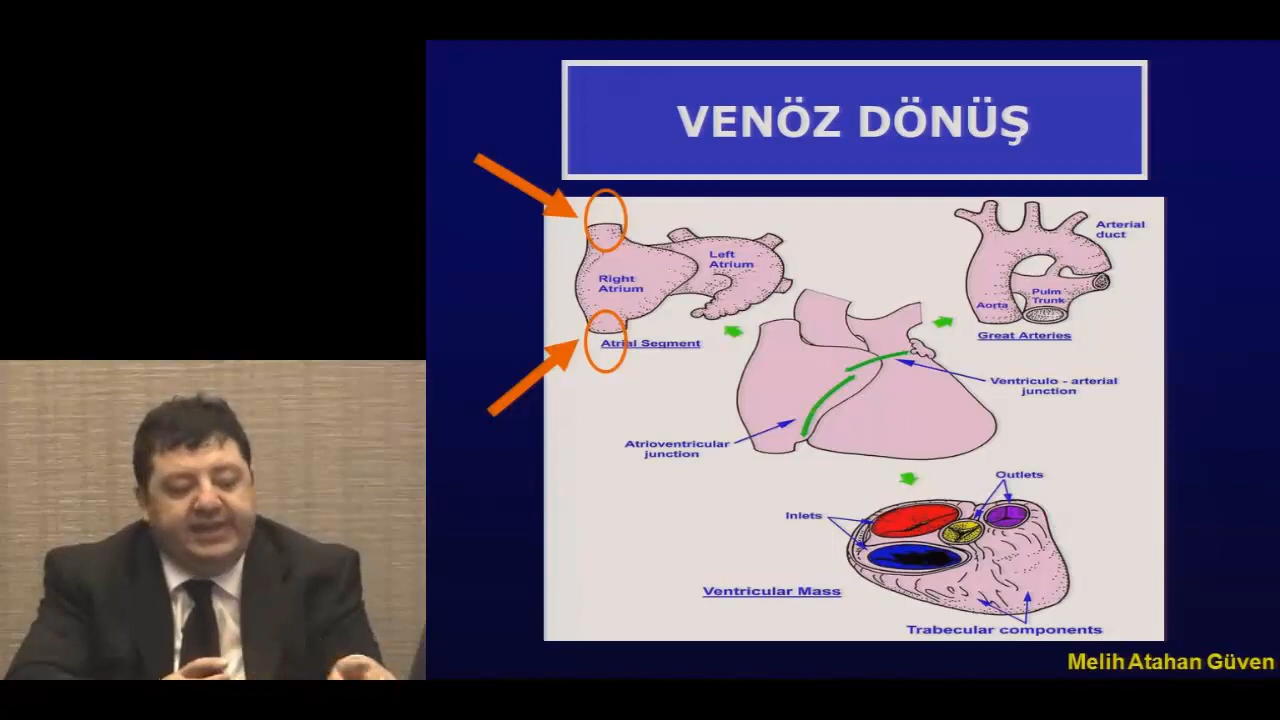 VENÖZ DÖNÜŞ
Left
Atrium
Right
Atrium
Atrial Segment
Arterial
duct
Aorta
Pulm
Trunk
Great Arteries
Ventriculo - arterial
junction
Atrioventricular
junction
Outlets
Inlets
Ventricular Mass
Trabecular components
Melih Atahan Güven